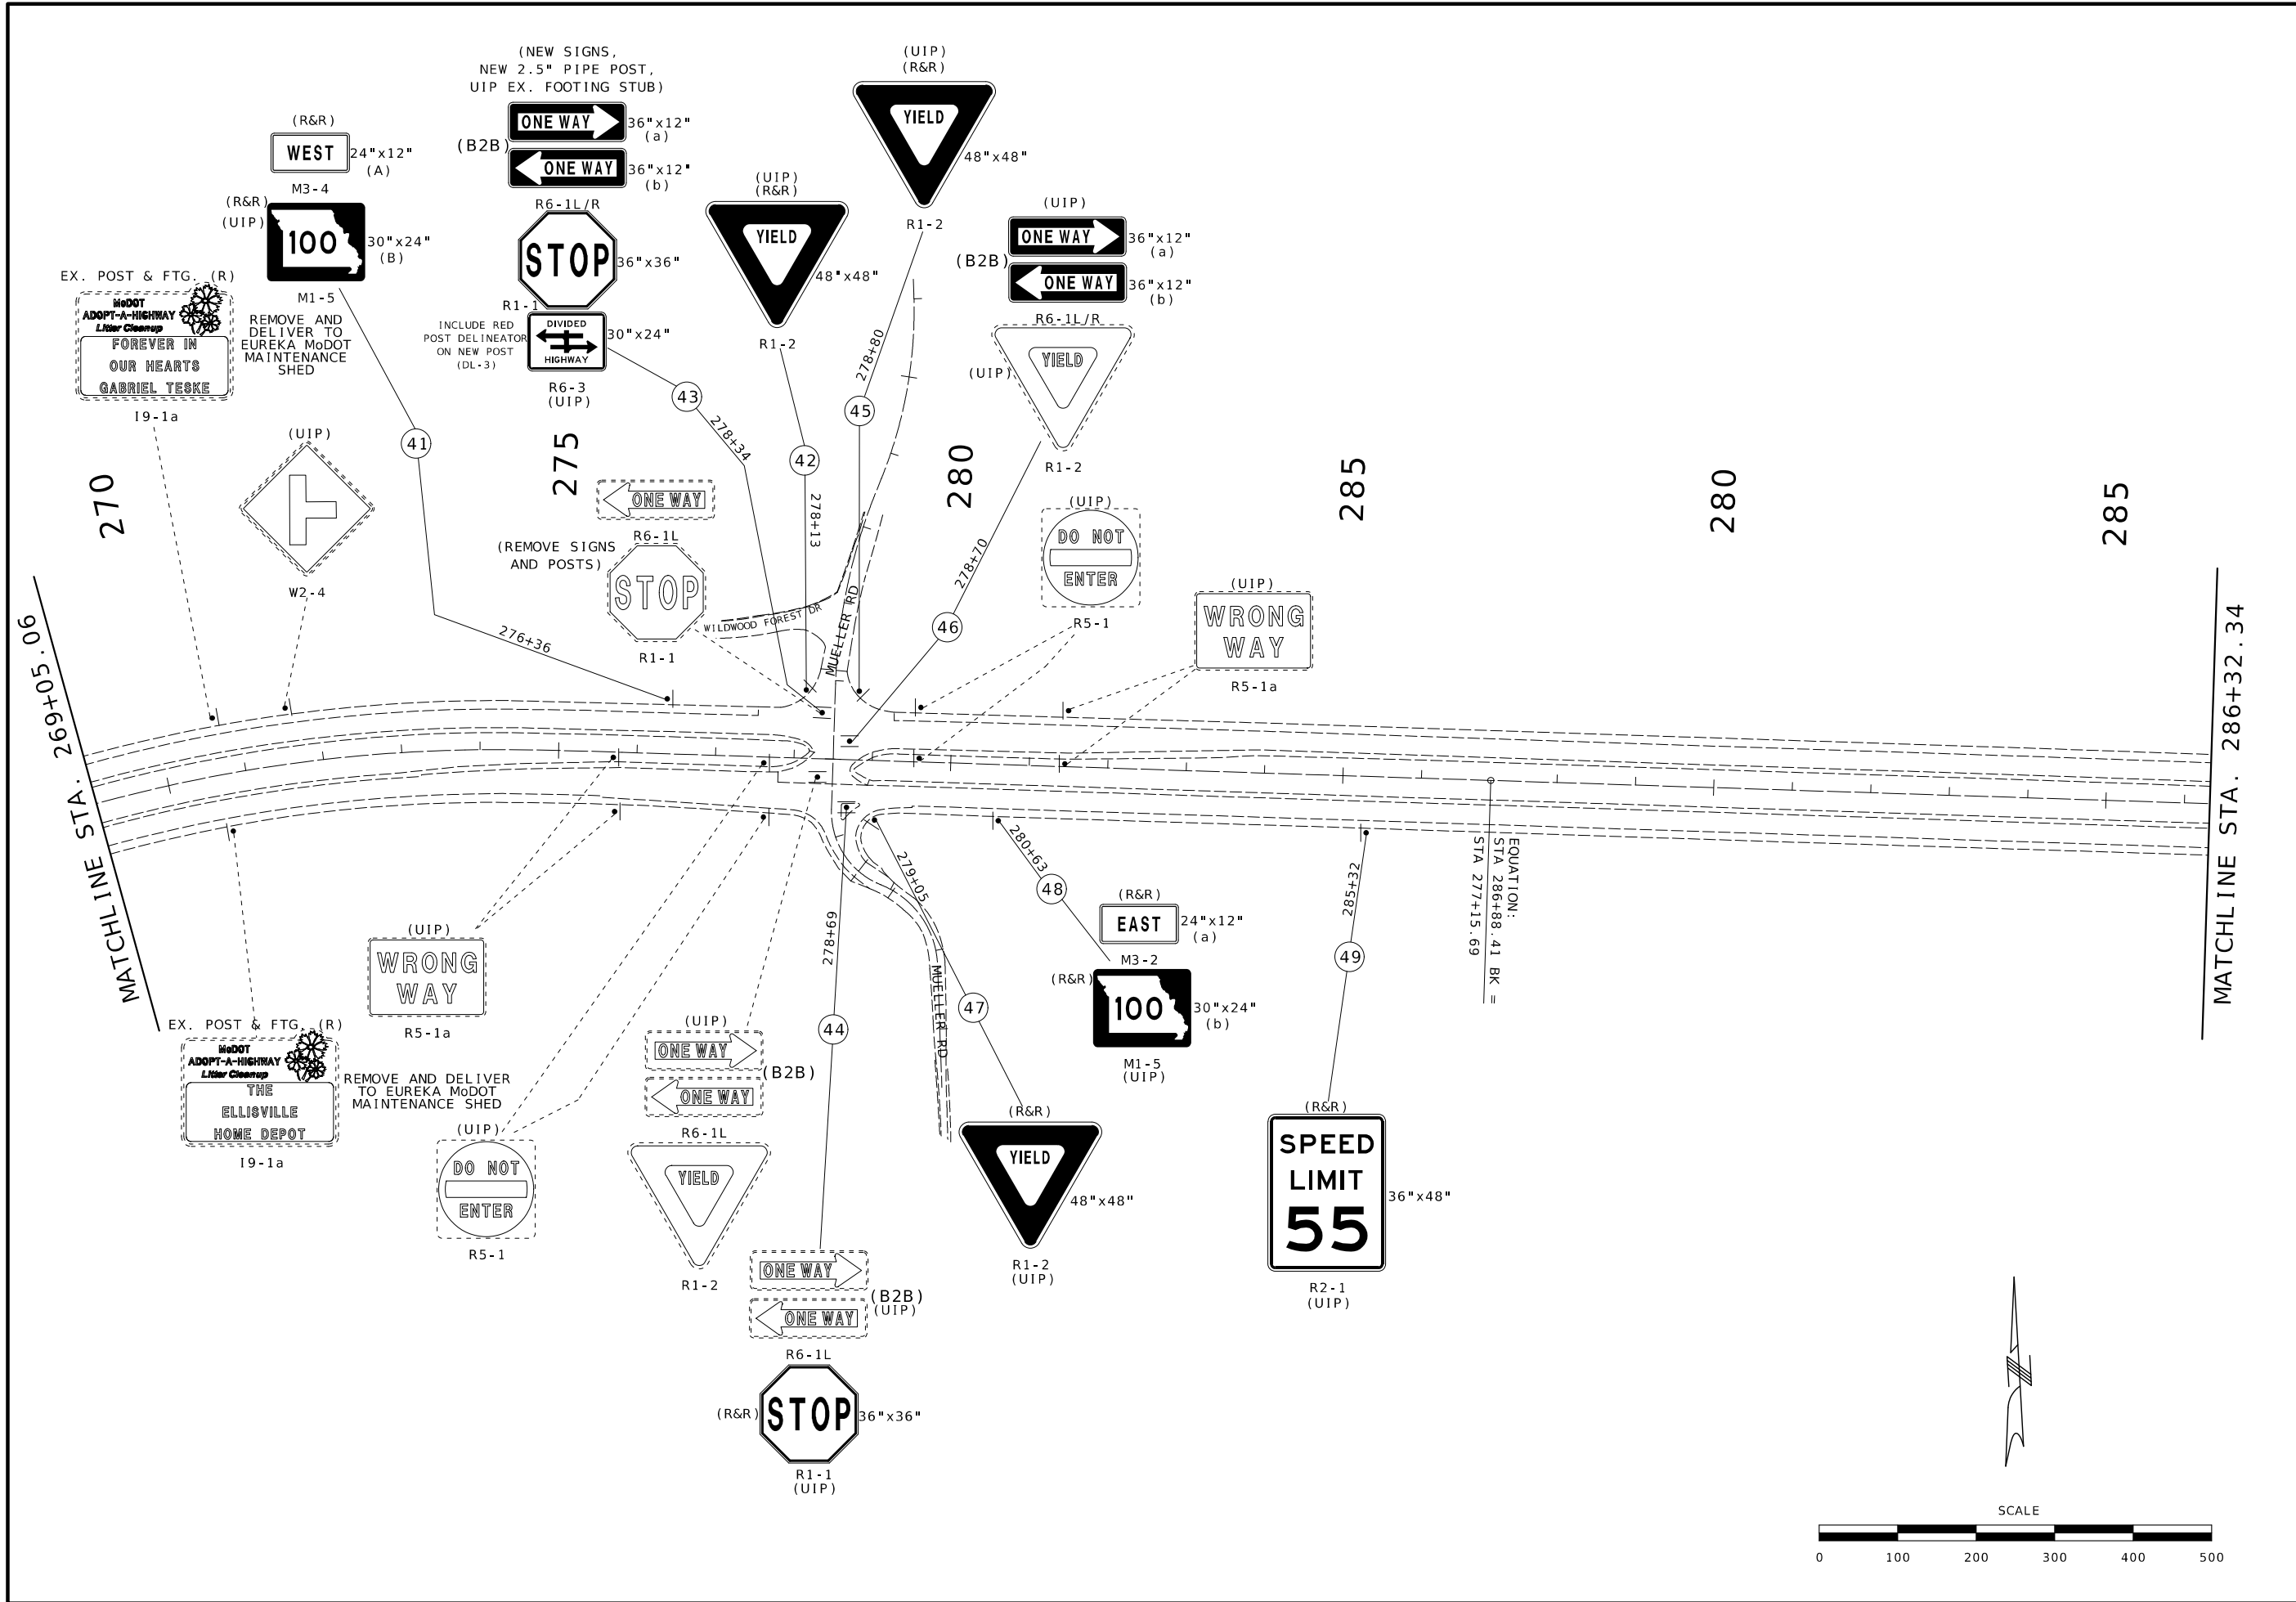 (NEW SIGNS,
NEW 2.5" PIPE POST,
UIP EX. FOOTING STUB)
ONE WAY
36"x12"
(a)
(B2B)
ONE WAY
36"x12"
(b)
R6-1L/R
STOP
36"x36"
R1-1
INCLUDE RED
POST DELINEATOR
ON NEW POST
(DL-3)
DIVIDED
HIGHWAY
30"x24"
R6-3
(UIP)
43
278+34
(R&R)
WEST
24"x12"
(A)
M3-4
(R&R)
(UIP)
100
30"x24"
(B)
M1-5
41
276+36
EX. POST & FTG. (R)
MoDOT
ADOPT-A-HIGHWAY
Litter Cleanup
FOREVER IN
OUR HEARTS
GABRIEL TESKE
I9-1a
REMOVE AND
DELIVER TO
EUREKA MoDOT
MAINTENANCE
SHED
(UIP)
W2-4
(UIP)
(R&R)
YIELD
48"x48"
R1-2
42
278+13
(UIP)
(R&R)
YIELD
48"x48"
R1-2
278+80
45
(UIP)
ONE WAY
36"x12"
(a)
(B2B)
ONE WAY
36"x12"
(b)
R6-1L/R
YIELD
(UIP)
R1-2
278+70
46
270
275
280
285
280
285
ONE WAY
R6-1L
(REMOVE SIGNS
AND POSTS)
STOP
R1-1
WILDWOOD FOREST DR
MUELLER RD
(UIP)
DO NOT
ENTER
R5-1
(UIP)
WRONG
WAY
R5-1a
MATCHLINE STA. 269+05.06
MATCHLINE STA. 286+32.34
EQUATION:
STA 286+88.41 BK =
STA 277+15.69
(UIP)
WRONG
WAY
R5-1a
EX. POST & FTG. (R)
MoDOT
ADOPT-A-HIGHWAY
Litter Cleanup
THE
ELLISVILLE
HOME DEPOT
I9-1a
REMOVE AND DELIVER
TO EUREKA MoDOT
MAINTENANCE SHED
(UIP)
DO NOT
ENTER
R5-1
(UIP)
ONE WAY
(B2B)
ONE WAY
R6-1L
YIELD
R1-2
278+69
44
ONE WAY
(B2B)
(UIP)
ONE WAY
R6-1L
(R&R)
STOP
36"x36"
R1-1
(UIP)
279+05
MUELLER RD
47
(R&R)
YIELD
48"x48"
R1-2
(UIP)
280+63
48
(R&R)
EAST
24"x12"
(a)
M3-2
(R&R)
100
30"x24"
(b)
M1-5
(UIP)
285+32
49
(R&R)
SPEED
LIMIT
55
36"x48"
R2-1
(UIP)
SCALE
0 100 200 300 400 500